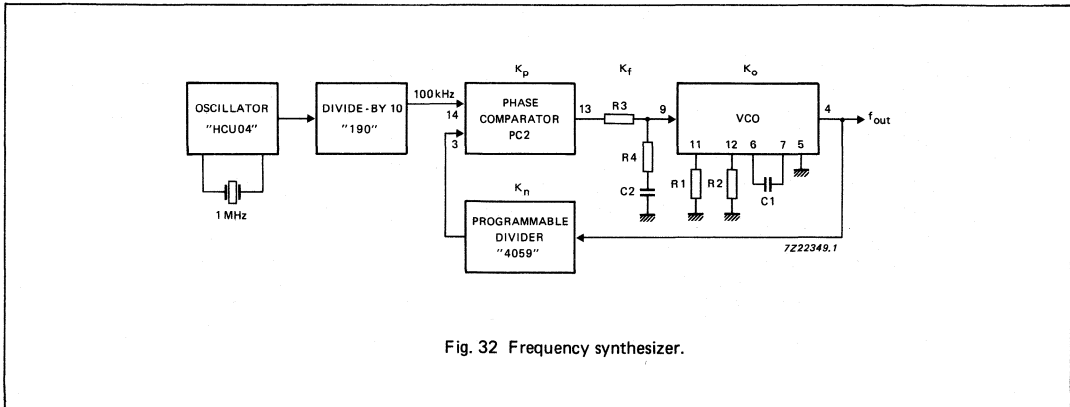 Kp
Kf
Ko
OSCILLATOR
"HCU04"
1 MHz
DIVIDE-BY 10
"190"
100 kHz
14
3
PHASE
COMPARATOR
PC2
13
R3
R4
C2
9
VCO
4
fout
11
12
6
7
5
R1
R2
C1
Kn
PROGRAMMABLE
DIVIDER
"4059"
7Z22349.1
Fig. 32 Frequency synthesizer.